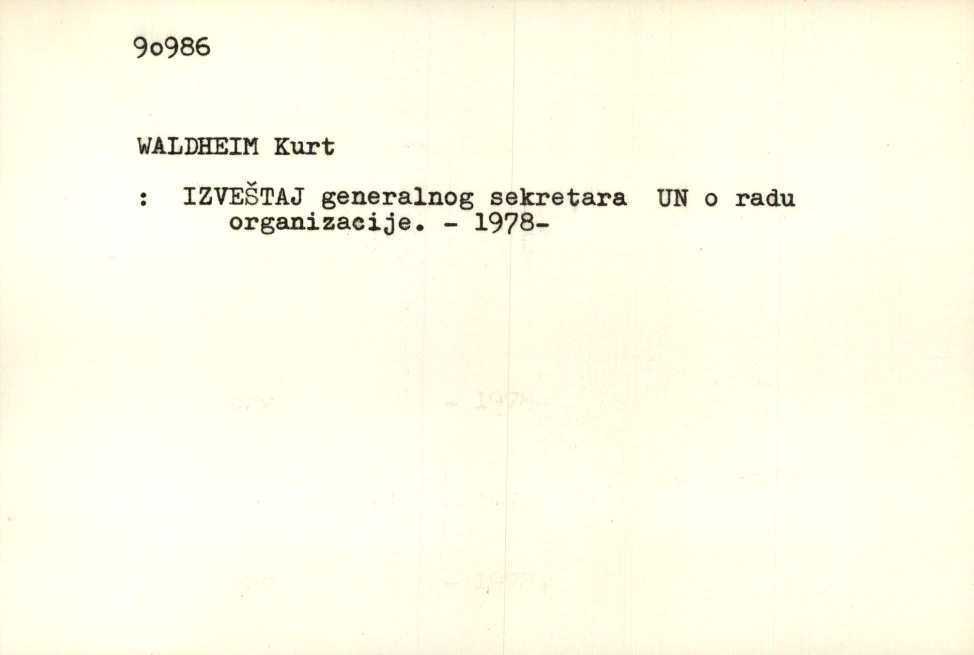 9o986
WALDHEIM Kurt
: IZVEŠTAJ generalnog sekretara UN o radu
organizacije. - 1978-